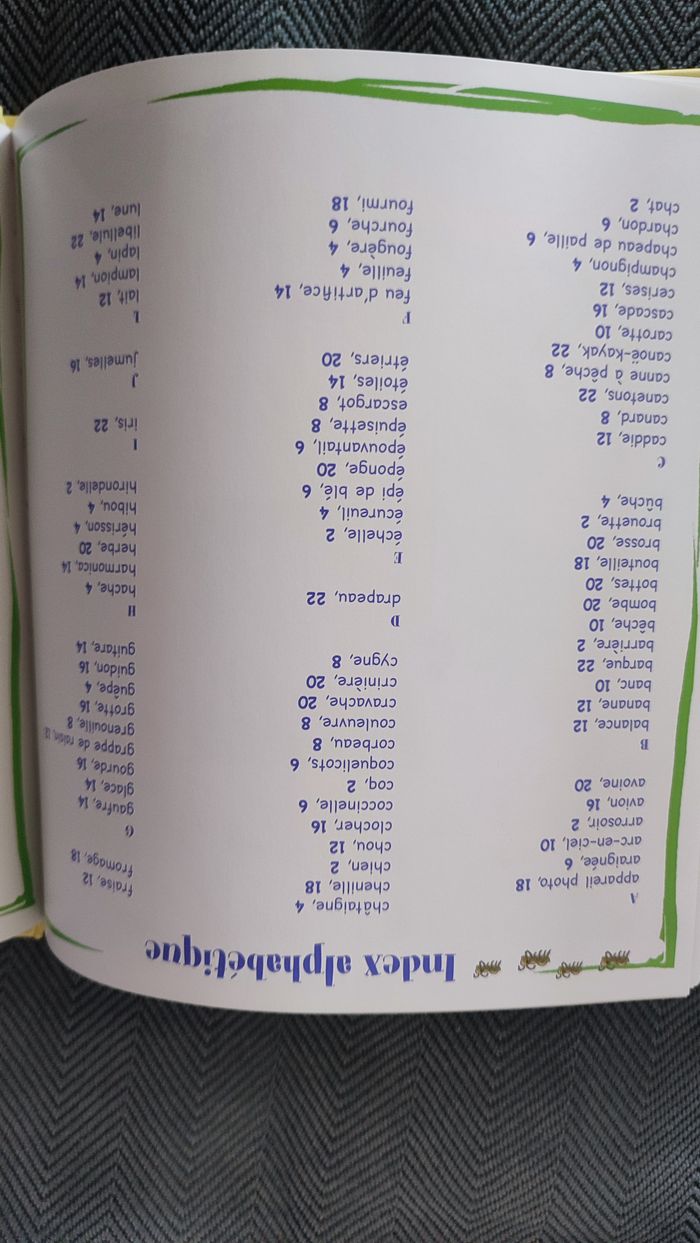 Index alphabétique
A
appareil photo, 18
araignée, 6
arc-en-ciel, 10
arrosoir, 2
avion, 16
avoine, 20
B
balance, 12
banane, 12
banc, 10
barque, 22
barrière, 2
bêche, 10
bombe, 20
bottes, 20
bouteille, 18
brosse, 20
brouette, 2
bûche, 4
C
caddie, 12
canard, 8
canetons, 22
canne à pêche, 8
canoë-kayak, 22
carotte, 10
cascade, 16
cerises, 12
champignon, 4
chapeau de paille, 6
chardon, 6
chat, 2
châtaigne, 4
chenille, 18
chien, 2
chou, 12
clocher, 16
coccinelle, 6
coq, 2
coquelicots, 6
corbeau, 8
couleuvre, 8
cravache, 20
crinière, 20
cygne, 8
D
drapeau, 22
E
échelle, 2
écureuil, 4
épi de blé, 6
éponge, 20
épouvantail, 6
épuisette, 8
escargot, 8
étoiles, 14
étriers, 20
F
feu d'artifice, 14
feuille, 4
fougère, 4
fourche, 6
fourmi, 18
fraise, 12
fromage, 18
G
gaufre, 14
glace, 14
gourde, 16
grappe de raisin, 12
grenouille, 8
grotte, 16
guêpe, 4
guidon, 16
guitare, 14
H
hache, 4
harmonica, 14
herbe, 20
hérisson, 4
hibou, 4
hirondelle, 2
I
iris, 22
J
jumelles, 16
L
lait, 12
lampion, 14
lapin, 4
libellule, 22
lune, 14